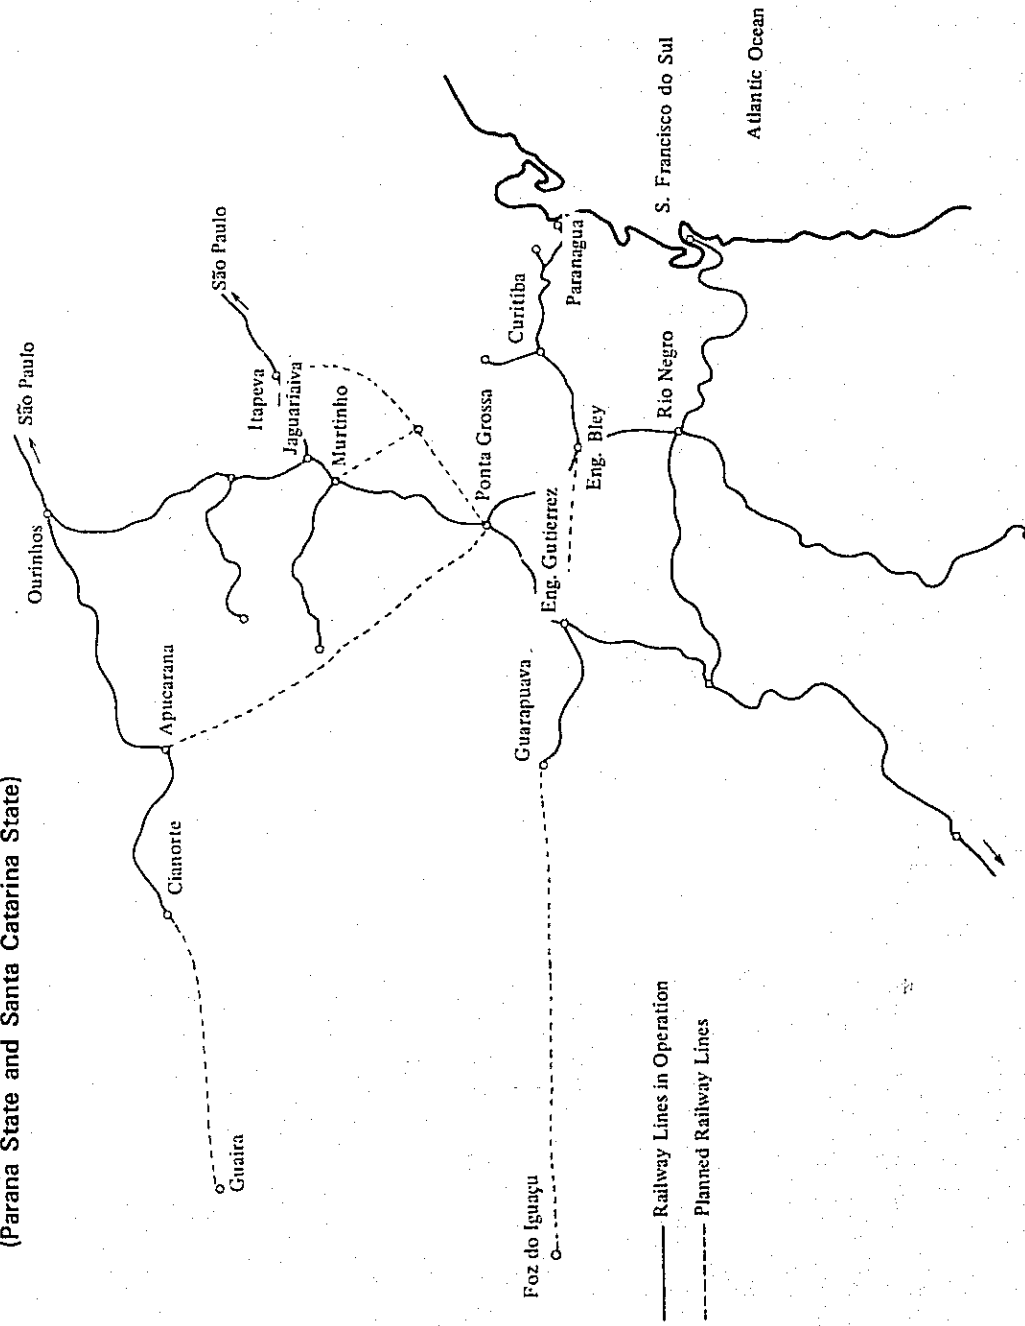 (Parana State and Santa Catarina State)
São Paulo
Ourinhos
São Paulo
Itapeva
Jaguariaiva
Murtinho
Apucarana
Cianorte
Guaira
Ponta Grossa
Curitiba
Paranagua
Eng. Bley
Eng. Gutierrez
Guarapuava
Foz do Iguaçu
Rio Negro
S. Francisco do Sul
Atlantic Ocean
Railway Lines in Operation
Planned Railway Lines